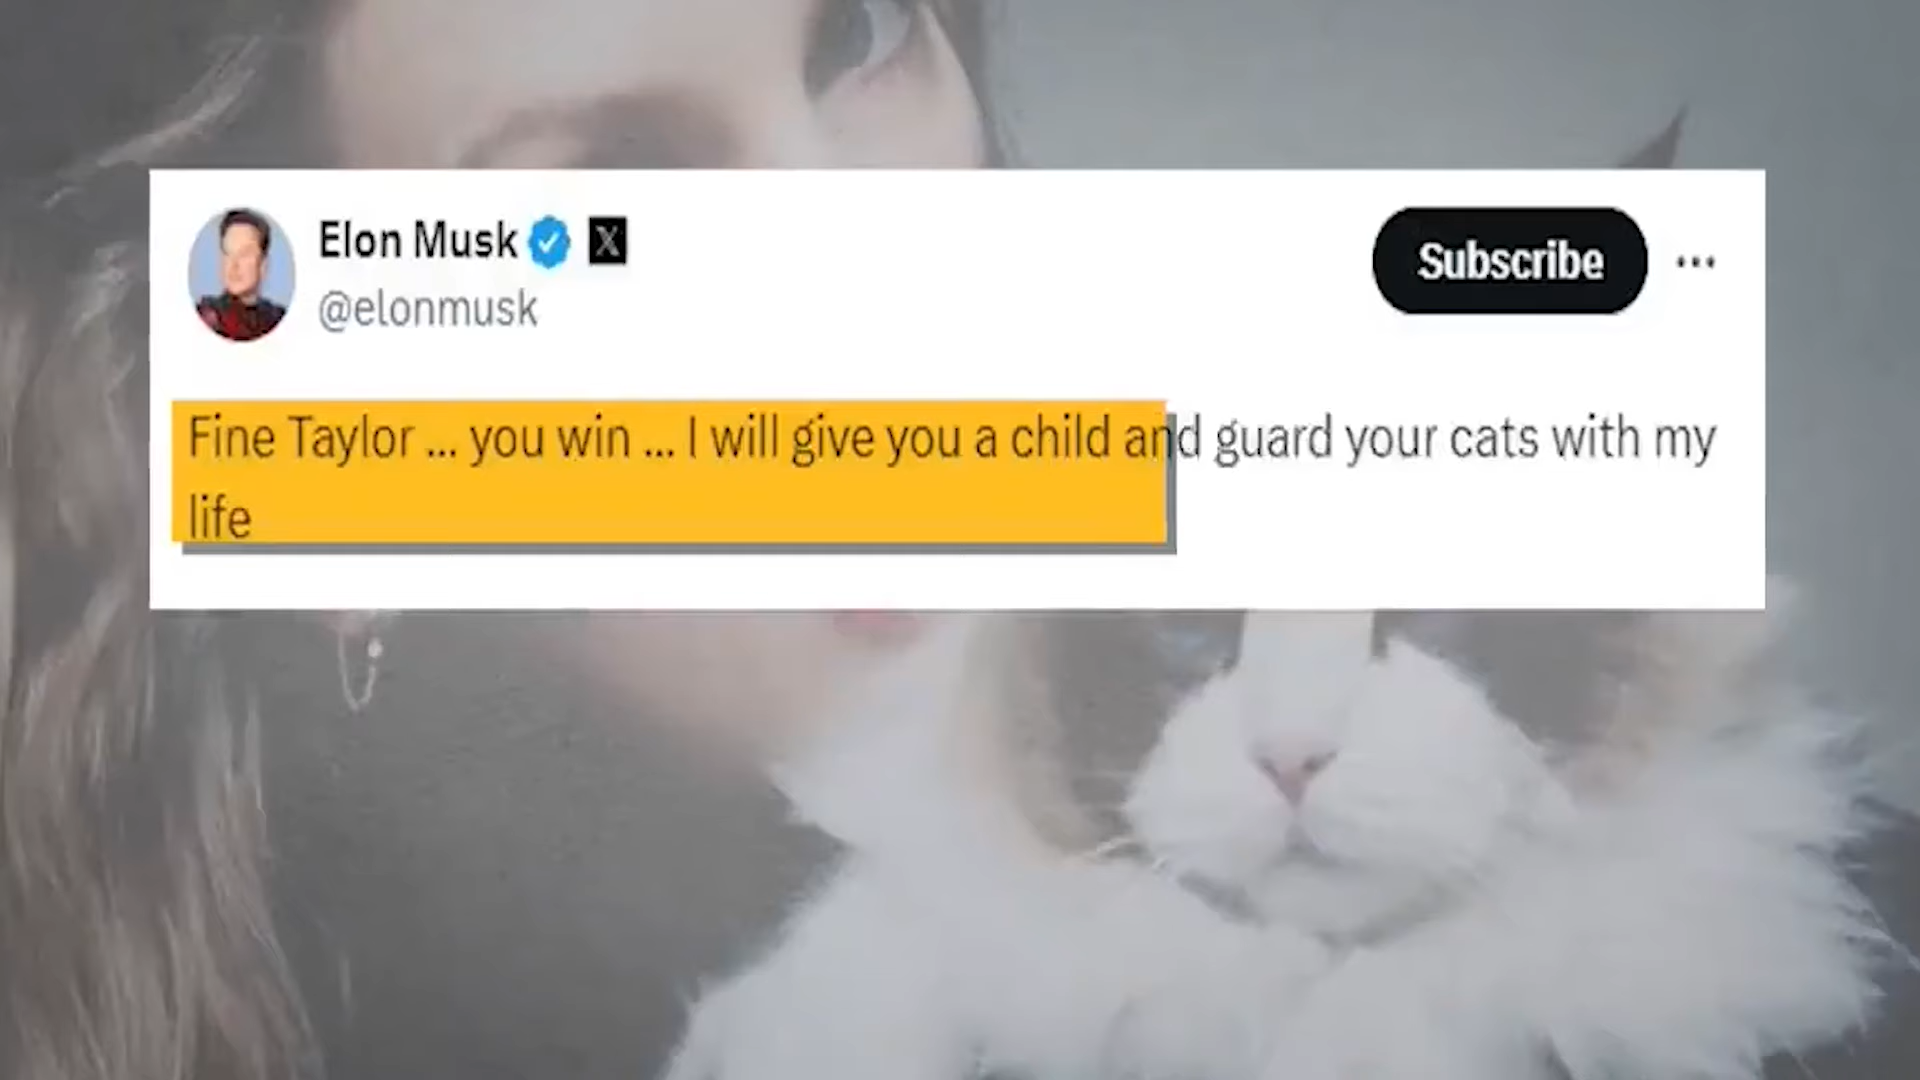 Elon Musk
@elonmusk
Subscribe
Fine Taylor ... you win ... I will give you a child and guard your cats with my
life